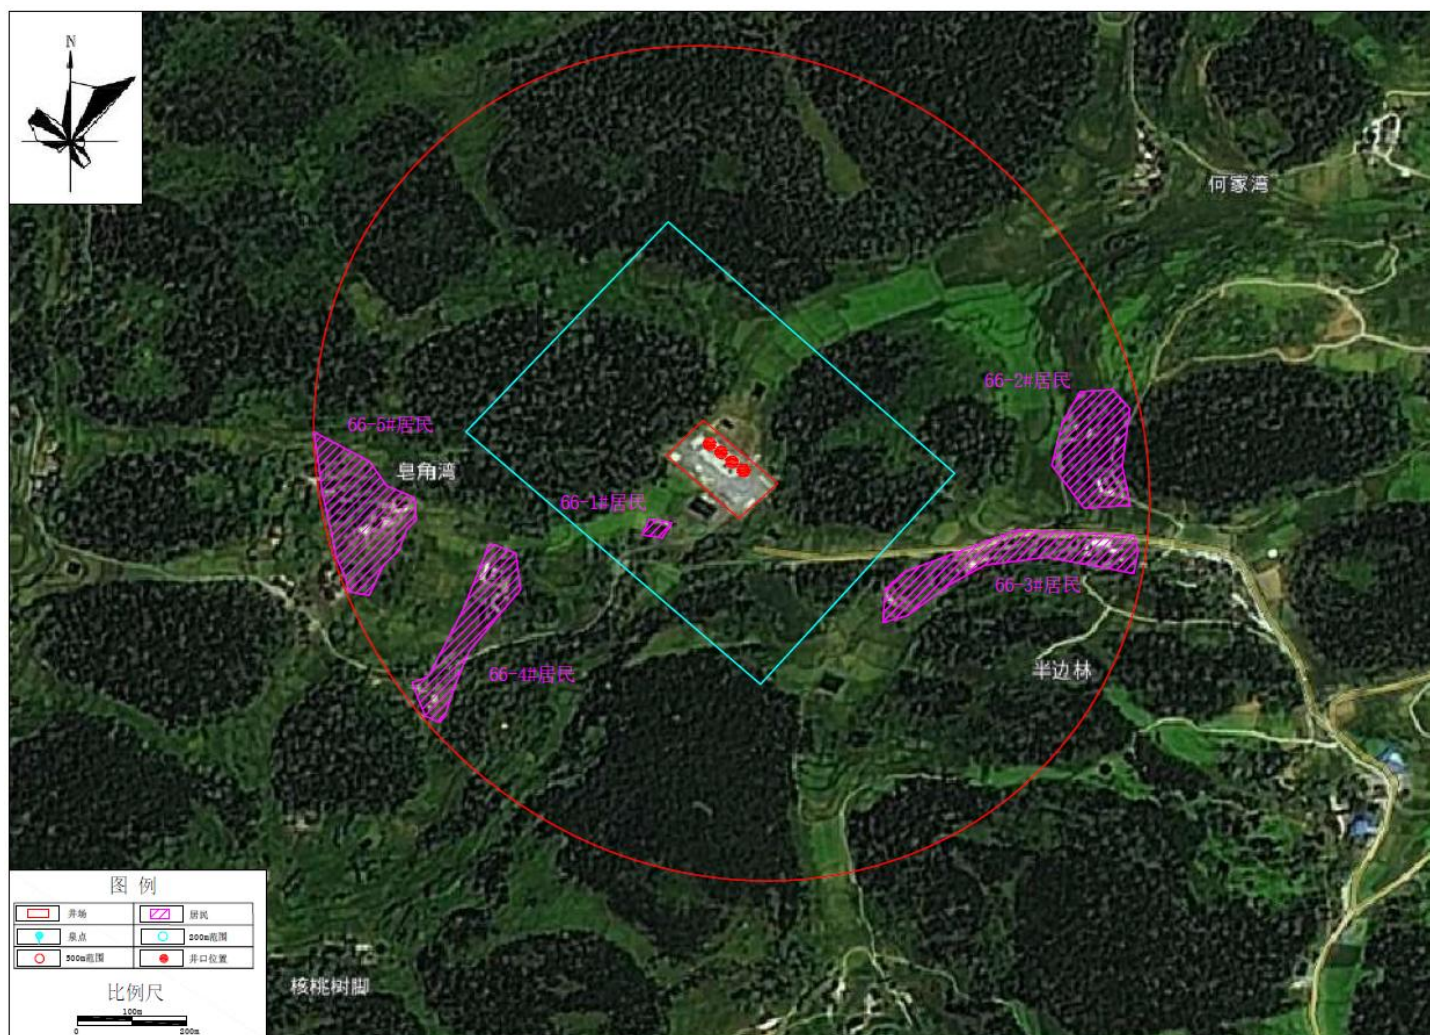 N
何家湾
66-2#居民
66-5#居民
皂角湾
66-1#居民
66-3#居民
半边林
66-4#居民
图 例
井场
居民
泉点
200m范围
500m范围
井口位置
核桃树脚
比例尺
100m
0
200m